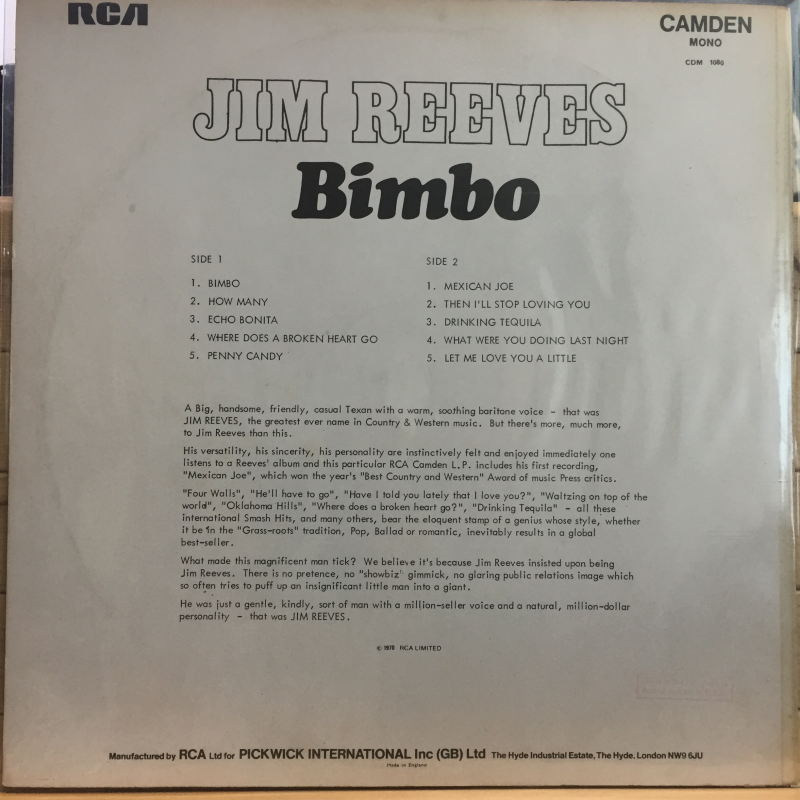 RCA
CAMDEN
MONO
CDM 1080
JIM REEVES
Bimbo
SIDE 1
1. BIMBO
2. HOW MANY
3. ECHO BONITA
4. WHERE DOES A BROKEN HEART GO
5. PENNY CANDY
SIDE 2
1. MEXICAN JOE
2. THEN I'LL STOP LOVING YOU
3. DRINKING TEQUILA
4. WHAT WERE YOU DOING LAST NIGHT
5. LET ME LOVE YOU A LITTLE
A Big, handsome, friendly, casual Texan with a warm, soothing baritone voice - that was
JIM REEVES, the greatest ever name in Country & Western music. But there's more, much more,
to Jim Reeves than this.
His versatility, his sincerity, his personality are instinctively felt and enjoyed immediately one
listens to a Reeves' album and this particular RCA Camden L.P. includes his first recording,
"Mexican Joe", which won the year's "Best Country and Western" Award of music Press critics.
"Four Walls", "He'll have to go", "Have I told you lately that I love you?", "Waltzing on top of the
world", "Oklahoma Hills", "Where does a broken heart go?", "Drinking Tequila" - all these
international Smash Hits, and many others, bear the eloquent stamp of a genius whose style, whether
it be in the "Grass-roots" tradition, Pop, Ballad or romantic, inevitably results in a global
best-seller.
What made this magnificent man tick? We believe it's because Jim Reeves insisted upon being
Jim Reeves. There is no pretence, no "showbiz" gimmick, no glaring public relations image which
so often tries to puff up an insignificant little man into a giant.
He was just a gentle, kindly, sort of man with a million-seller voice and a natural, million-dollar
personality - that was JIM REEVES.
© 1970 RCA LIMITED
Manufactured by RCA Ltd for PICKWICK INTERNATIONAL Inc (GB) Ltd The Hyde Industrial Estate, The Hyde, London NW9 6JU
Made in England